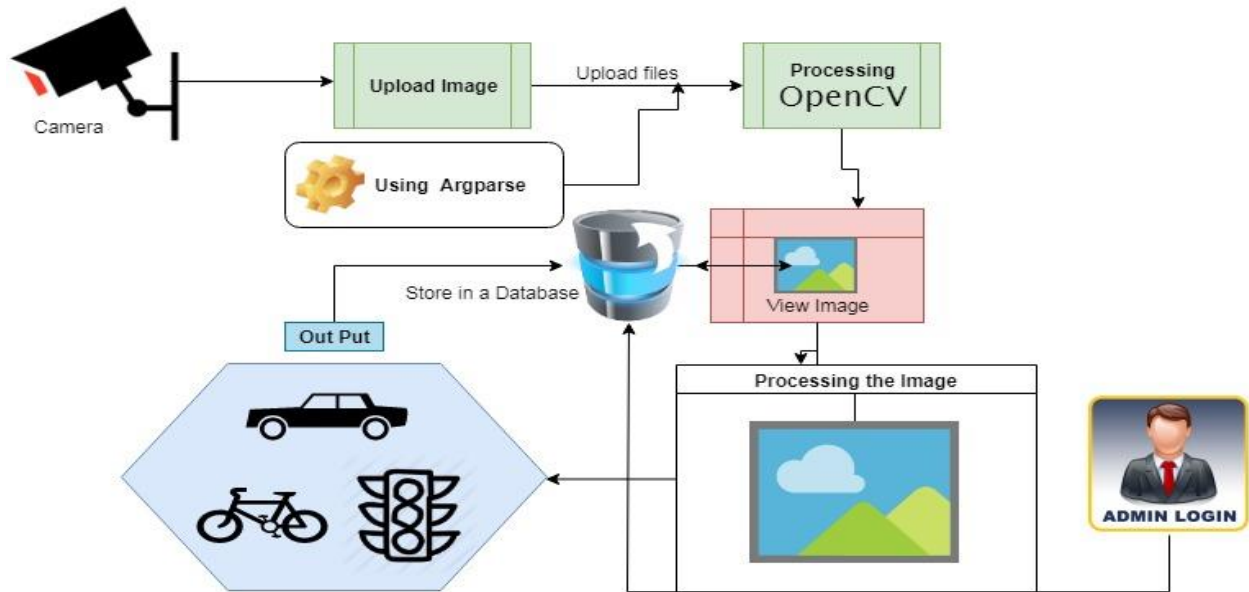 Camera
Upload Image
Upload files
Processing
OpenCV
Using Argparse
Store in a Database
View Image
Out Put
Processing the Image
ADMIN LOGIN